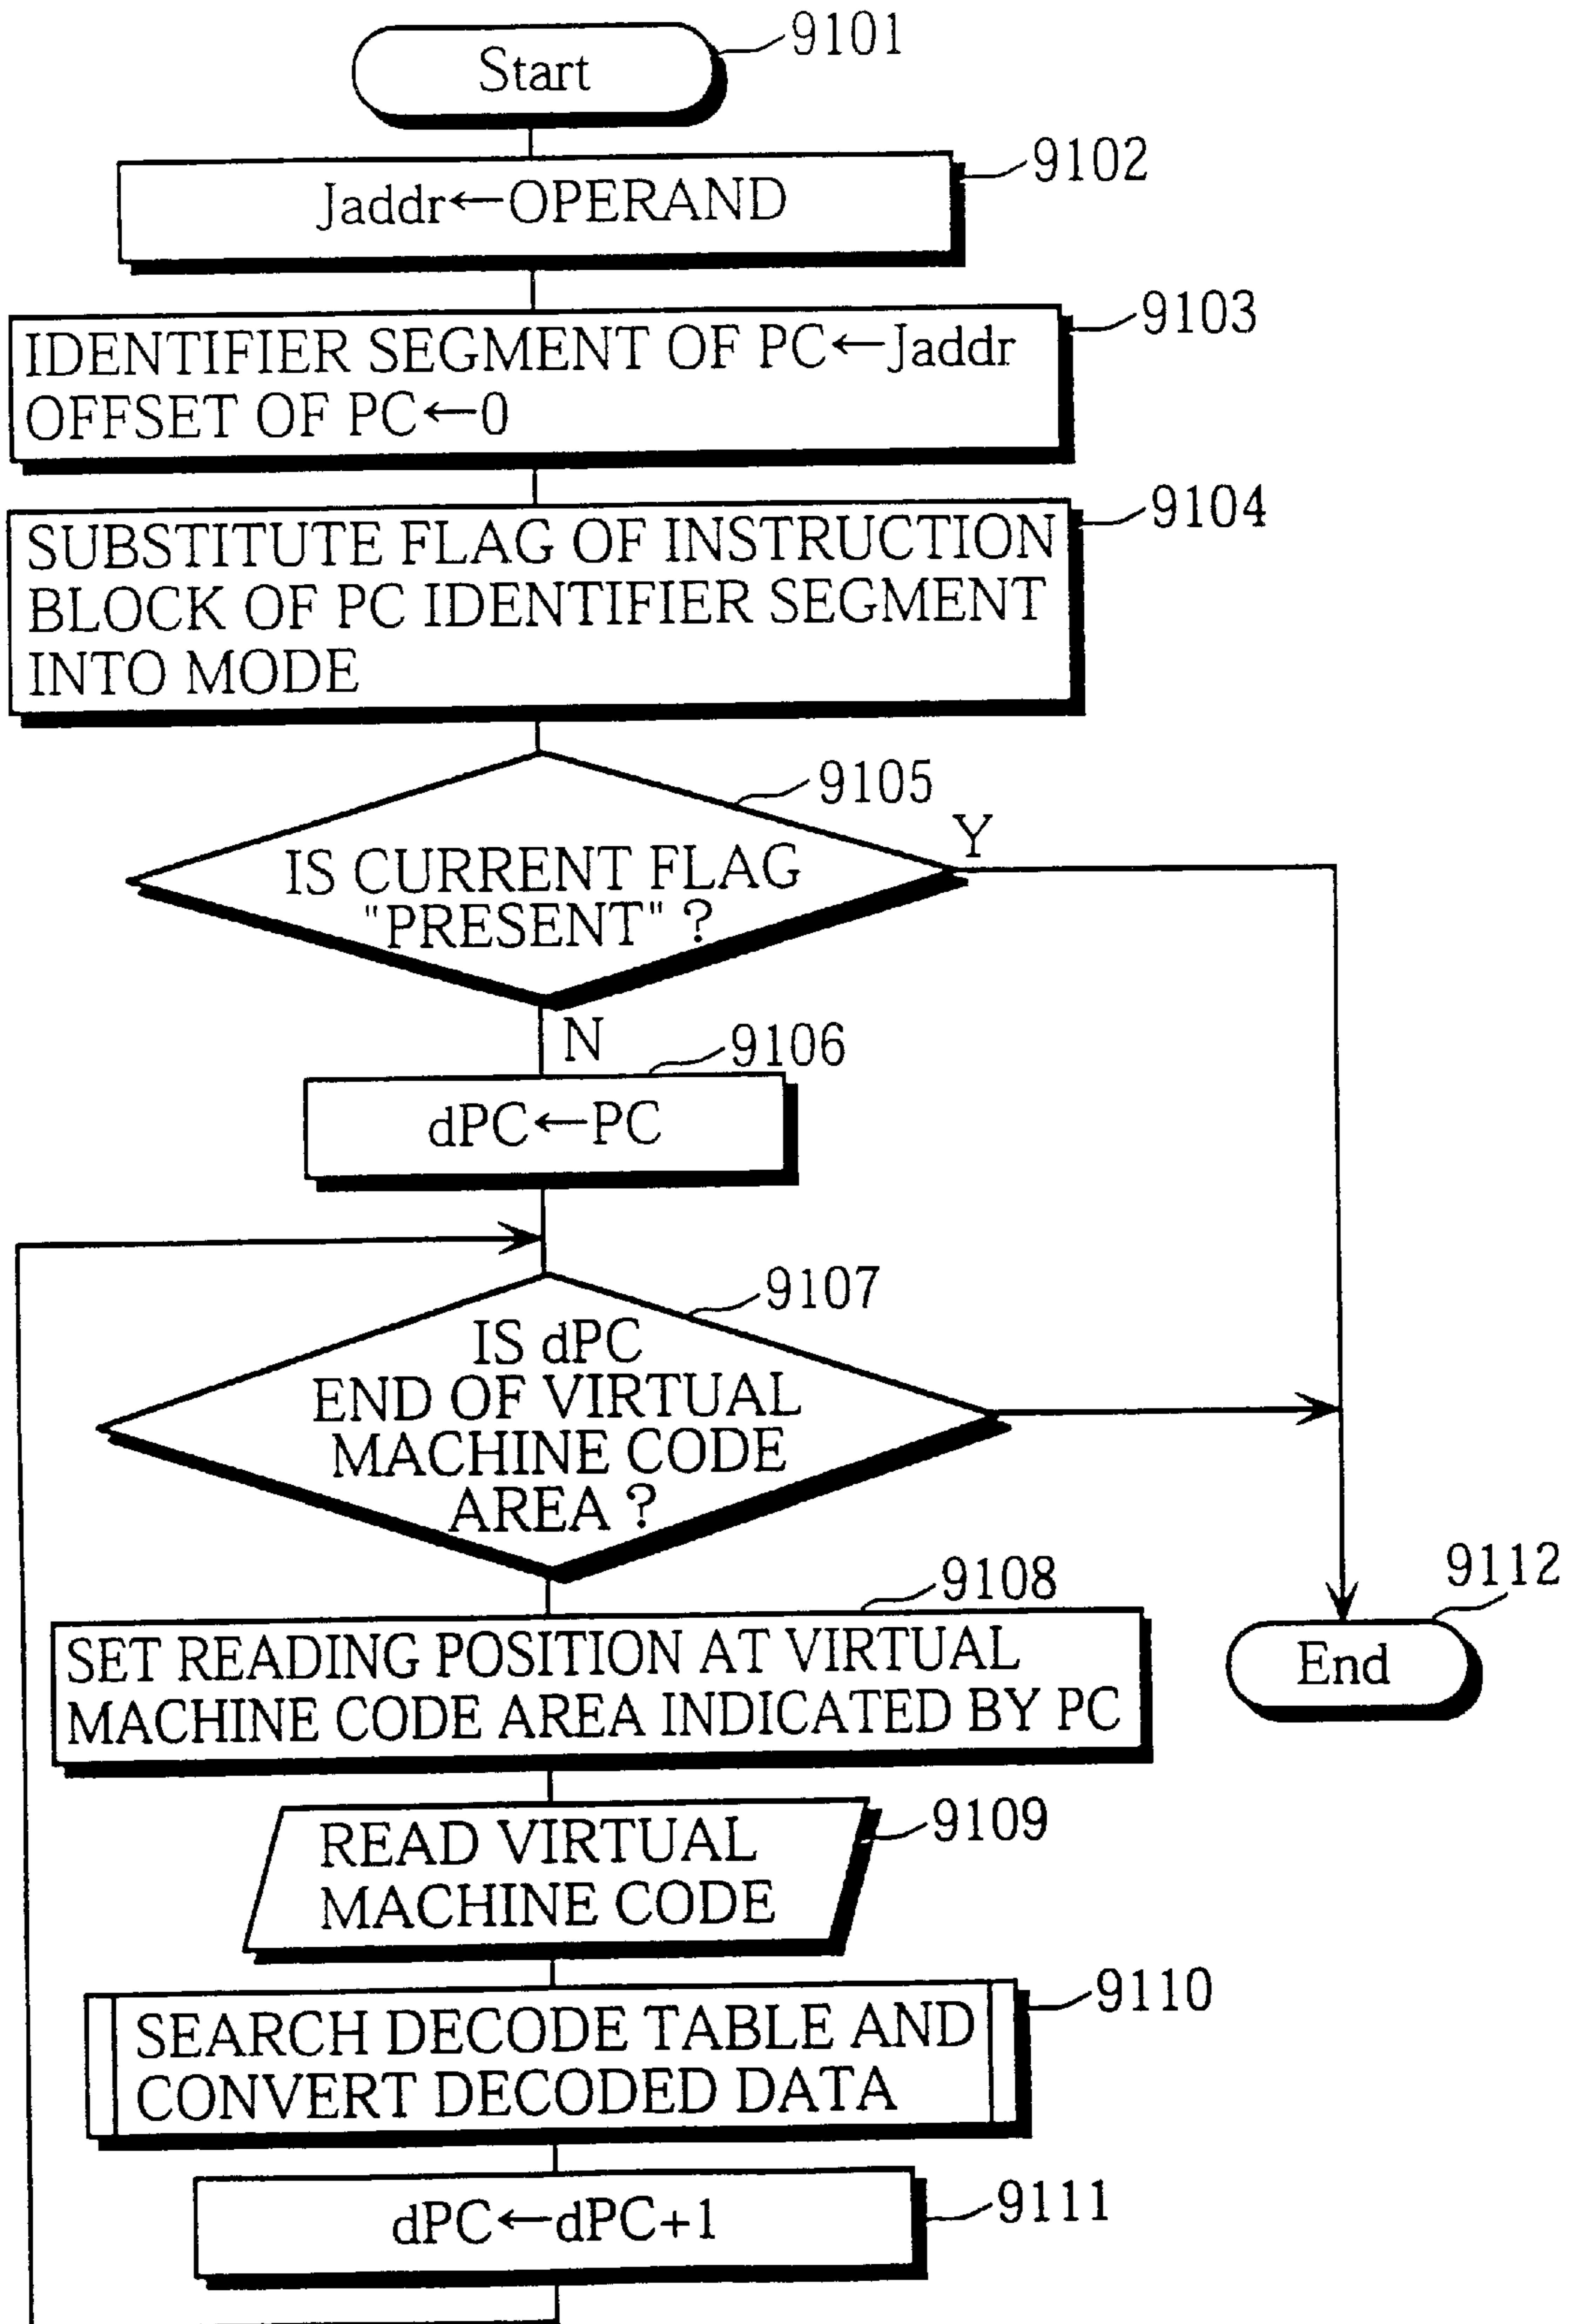 9101
Start
9102
Jaddr←OPERAND
9103
IDENTIFIER SEGMENT OF PC←Jaddr
OFFSET OF PC←0
9104
SUBSTITUTE FLAG OF INSTRUCTION
BLOCK OF PC IDENTIFIER SEGMENT
INTO MODE
9105
Y
IS CURRENT FLAG
"PRESENT" ?
N
9106
dPC←PC
9107
IS dPC
END OF VIRTUAL
MACHINE CODE
AREA ?
9108
SET READING POSITION AT VIRTUAL
MACHINE CODE AREA INDICATED BY PC
9112
End
9109
READ VIRTUAL
MACHINE CODE
9110
SEARCH DECODE TABLE AND
CONVERT DECODED DATA
9111
dPC←dPC+1